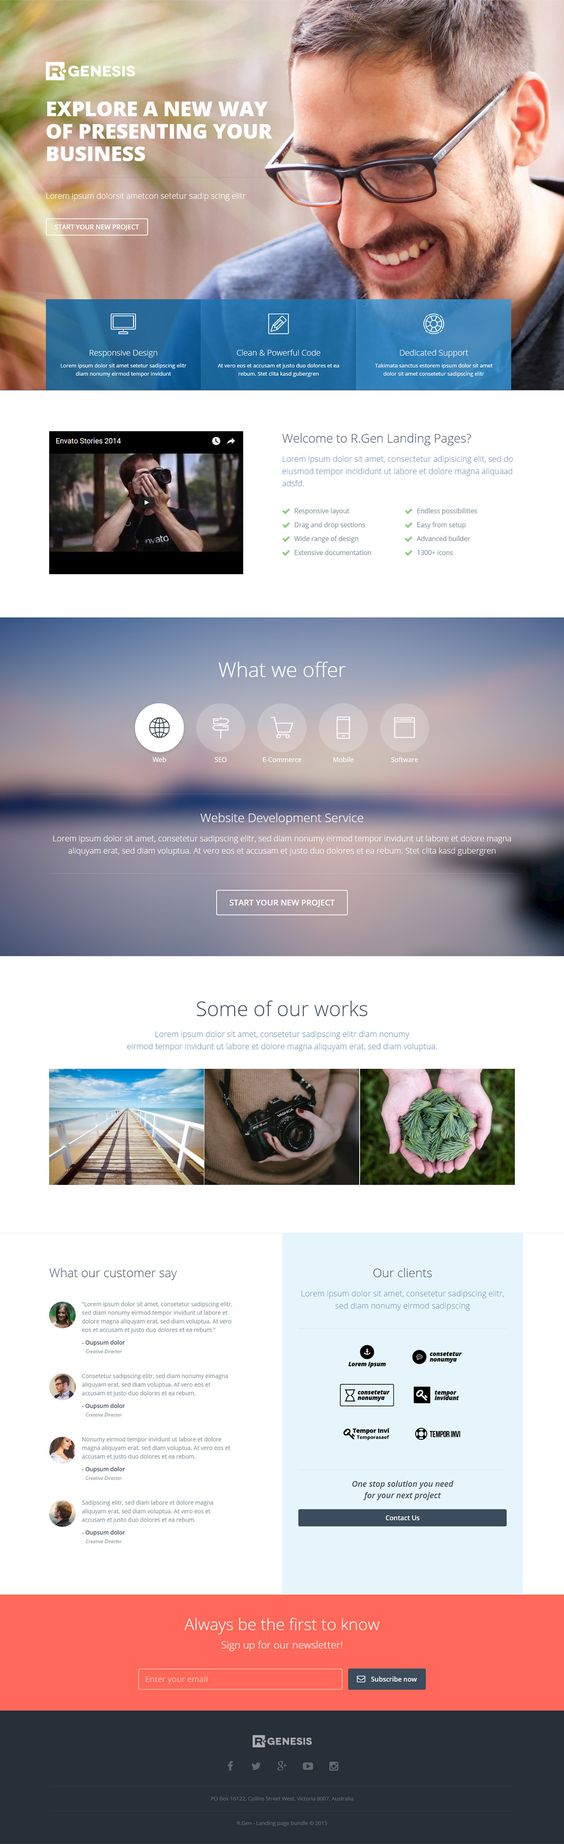 R GENESIS
EXPLORE A NEW WAY
OF PRESENTING YOUR
BUSINESS
Lorem ipsum dolorsit ametcon setetur sadip scing elitr
START YOUR NEW PROJECT
Responsive Design
Lorem ipsum dolor sit amet setetur sadipscing elitr
diam nonumy eirmod tempor invidunt
Clean & Powerful Code
At vero eos et accusam et justo duo dolores et ea
rebum. Stet clita kasd gubergren
Dedicated Support
Takimata sanctus estorem ipsum dolor sit amet
dolor sit amet consetetur sadipscing elitr
Envato Stories 2014
envato
Welcome to R.Gen Landing Pages?
Lorem ipsum dolor sit amet, consectetur adipisicing elit, sed do
eiusmod tempor incididunt ut labore et dolore magna aliquaad
adsfd.
Responsive layout
Drag and drop sections
Wide range of design
Extensive documentation
Endless possibilities
Easy from setup
Advanced builder
1300+ icons
What we offer
Web
SEO
E-Commerce
Mobile
Software
Website Development Service
Lorem ipsum dolor sit amet, consetetur sadipscing elitr, sed diam nonumy eirmod tempor invidunt ut labore et dolore magna
aliquyam erat, sed diam voluptua. At vero eos et accusam et justo duo dolores et ea rebum. Stet clita kasd gubergren
START YOUR NEW PROJECT
Some of our works
Lorem ipsum dolor sit amet, consetetur sadipscing elitr diam nonumy
eirmod tempor invidunt ut labore et dolore magna aliquyam erat, sed diam voluptua.
YASHICA
What our customer say
"Lorem ipsum dolor sit amet, consetetur sadipscing elitr,
sed diam nonumy eirmod.tempor invidunt ut labore et
dolore magna aliquyam erat, sed diam voluptua. At vero
eos et accusam et justo duo dolores et ea rebum."
- Oupsum dolor
Creative Director
Consetetur sadipscing elitr, sed diam nonumy eimagna
aliquyam erat, sed diam voluptua. At vero eos et
accusam et justo duo dolores et ea rebum.
- Oupsum dolor
Creative Director
Nonumy eirmod tempor invidunt ut labore et dolore
magna aliquyam erat, sed diam voluptua. At vero eos et
accusam et justo duo dolores et ea rebum.
- Oupsum dolor
Creative Director
Sadipscing elitr, sed diam labore et dolore magna
aliquyam erat, sed diam voluptua. At vero eos et
accusam et justo duo dolores et ea rebum.
- Oupsum dolor
Creative Director
Our clients
Lorem ipsum dolor sit amet, consetetur sadipscing elitr,
sed diam nonumy eirmod sadipscing
Lorem Ipsum
consetetur
nonumya
consetetur
nonumya
tempor
invidunt
Tempor Invi
Temporasaef
TEMPOR INVI
One stop solution you need
for your next project
Contact Us
Always be the first to know
Sign up for our newsletter!
Enter your email
Subscribe now
R GENESIS
PO Box 16122, Collins Street West, Victoria 8007, Australia
R.Gen - Landing page bundle © 2015